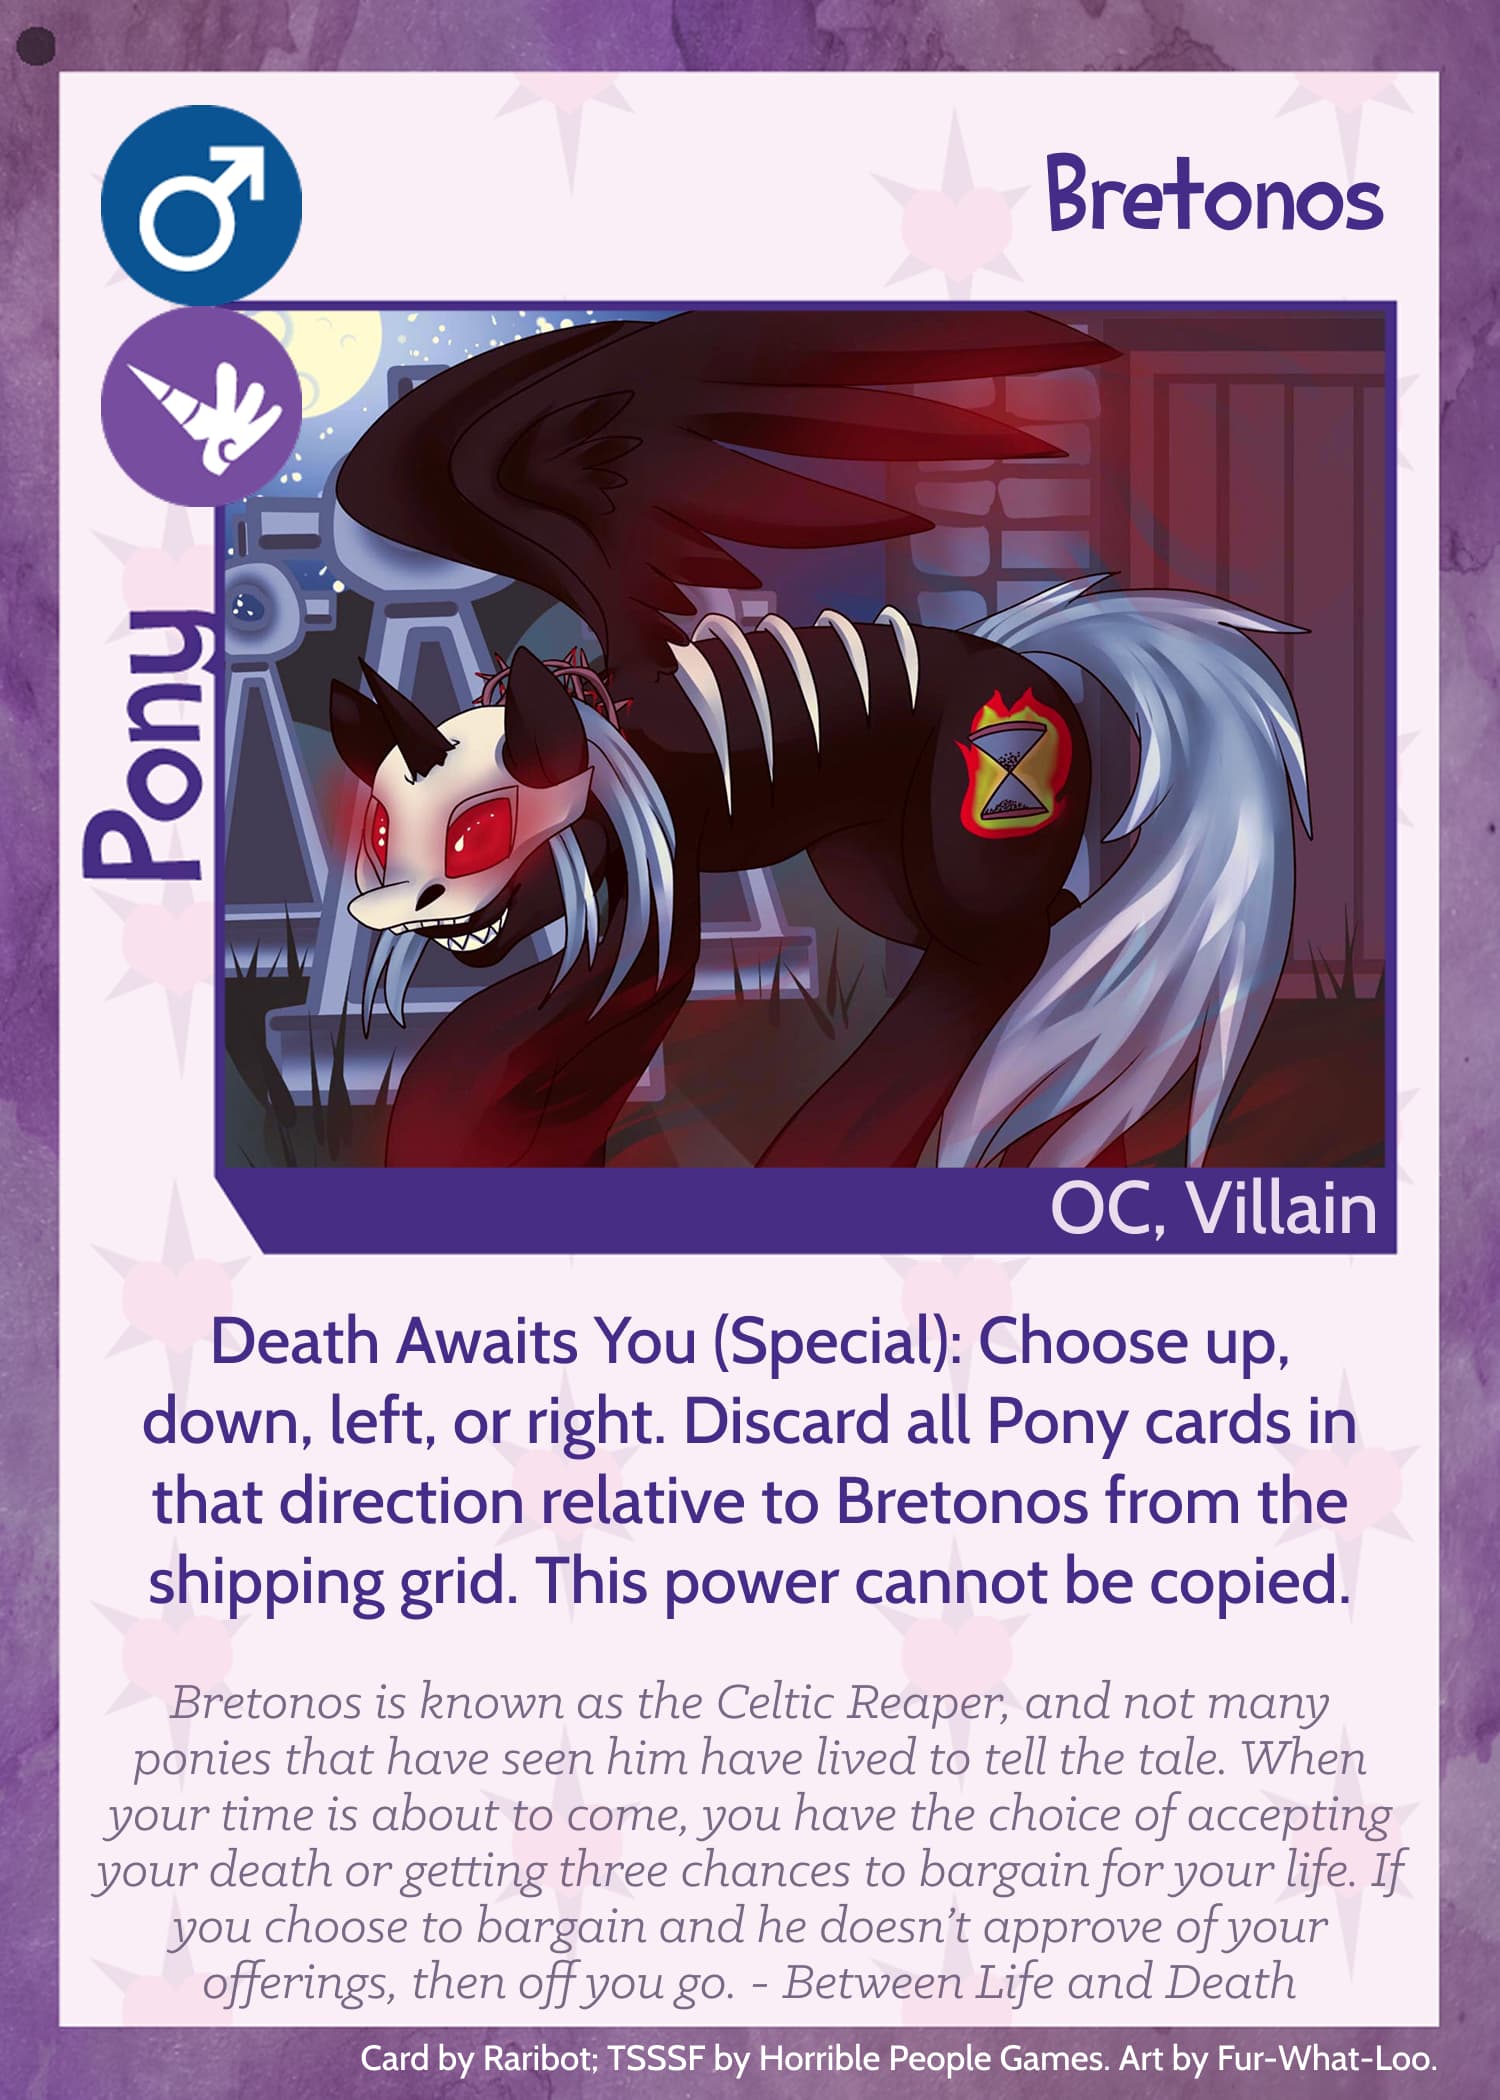 Bretonos
Pony
OC, Villain
Death Awaits You (Special): Choose up,
down, left, or right. Discard all Pony cards in
that direction relative to Bretonos from the
shipping grid. This power cannot be copied.
Bretonos is known as the Celtic Reaper, and not many
ponies that have seen him have lived to tell the tale. When
your time is about to come, you have the choice of accepting
your death or getting three chances to bargain for your life. If
you choose to bargain and he doesn't approve of your
offerings, then off you go. - Between Life and Death
Card by Raribot; TSSSF by Horrible People Games. Art by Fur-What-Loo.